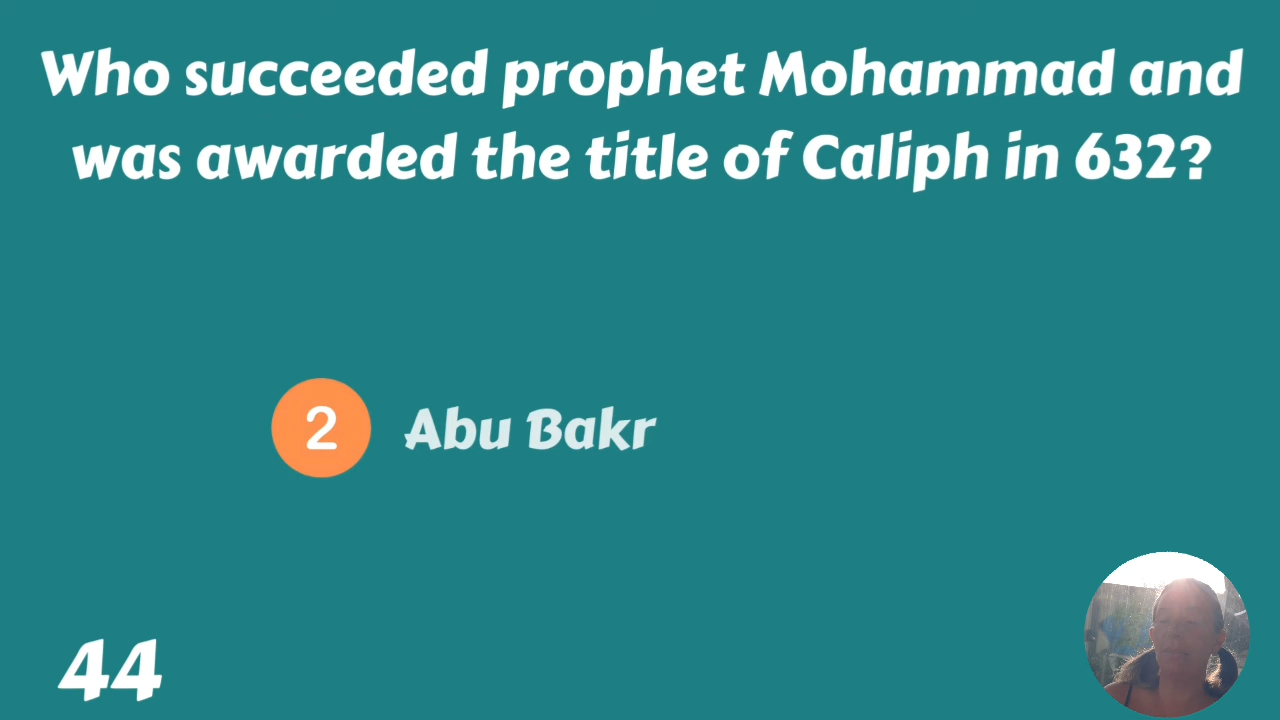 Who succeeded prophet Mohammad and
was awarded the title of Caliph in 632?
2 Abu Bakr
44